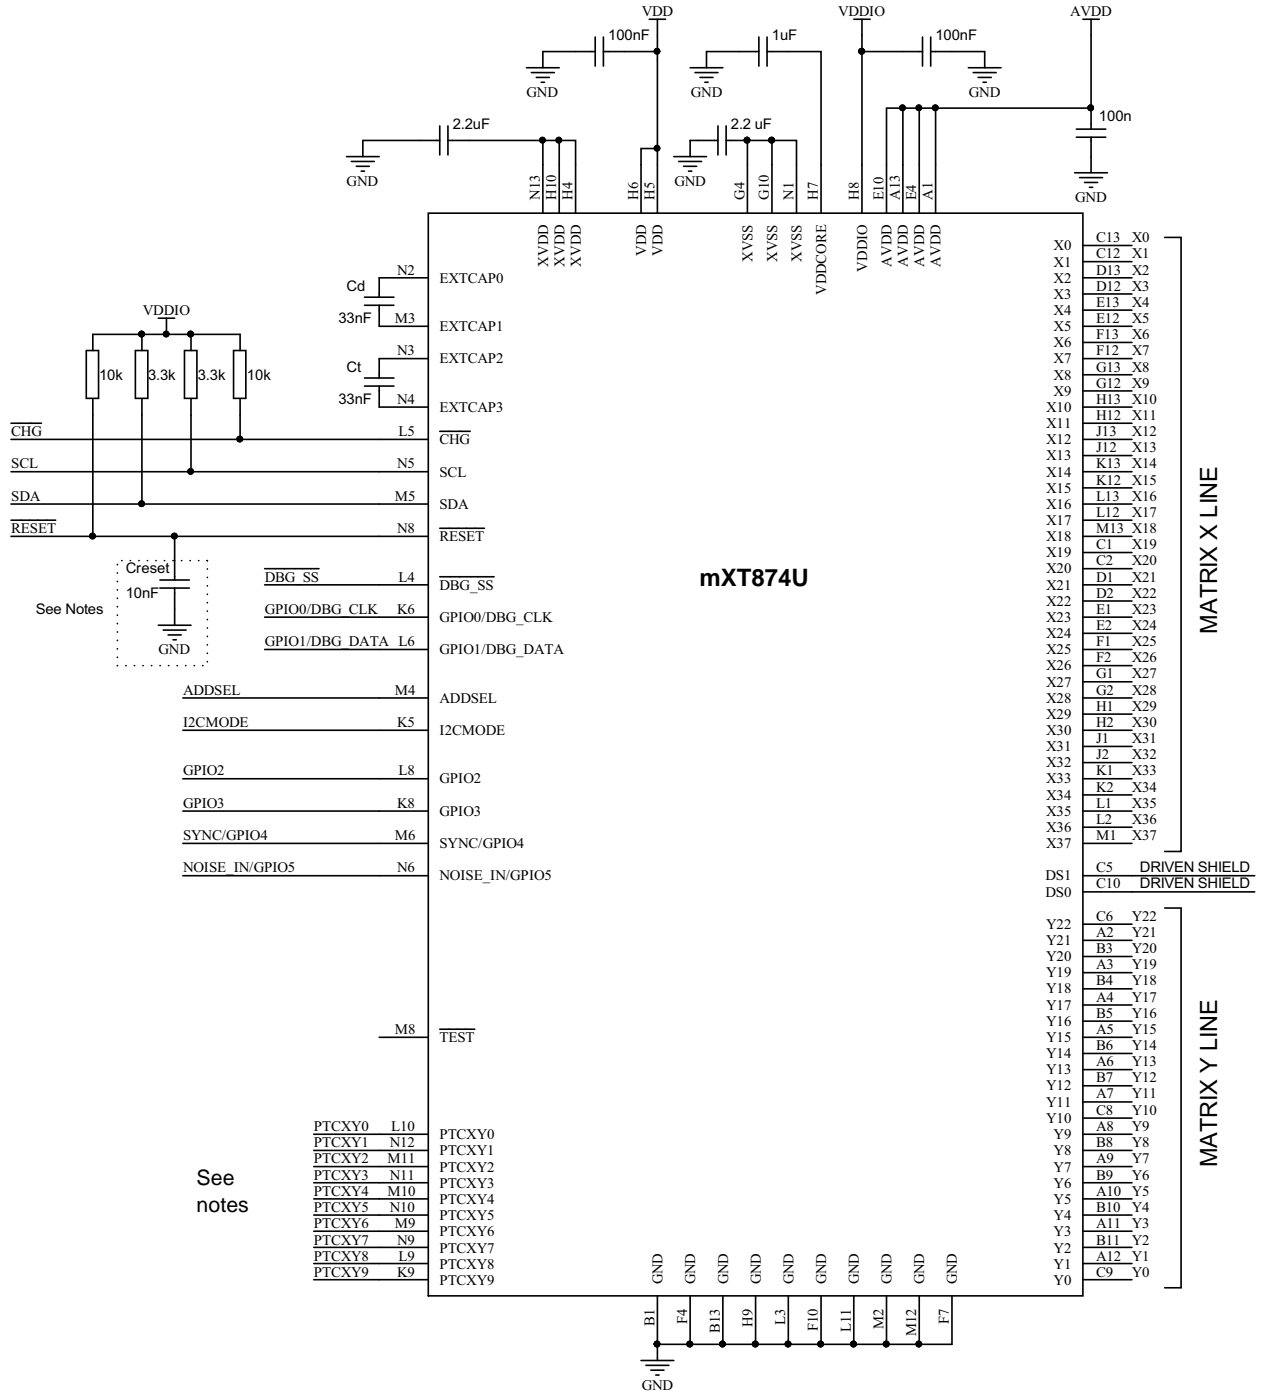 VDD
VDDIO
AVDD
100nF
1uF
100nF
GND
GND
GND
2.2uF
2.2 uF
100n
GND
GND
GND
N13
H10
H4
H6
H5
G4
G10
N1
H7
H8
E10
A13
E4
A1
XVDD
XVDD
XVDD
VDD
VDD
XVSS
XVSS
XVSS
VDDCORE
VDDIO
AVDD
AVDD
AVDD
AVDD
Cd
33nF
N2 EXTCAP0
M3 EXTCAP1
Ct
33nF
N3 EXTCAP2
N4 EXTCAP3
VDDIO
10k
3.3k
3.3k
10k
CHG L5 CHG
SCL N5 SCL
SDA M5 SDA
RESET N8 RESET
Creset
10nF
GND
See Notes
DBG_SS L4 DBG_SS
GPIO0/DBG_CLK K6 GPIO0/DBG_CLK
GPIO1/DBG_DATA L6 GPIO1/DBG_DATA
ADDSEL M4 ADDSEL
I2CMODE K5 I2CMODE
GPIO2 L8 GPIO2
GPIO3 K8 GPIO3
SYNC/GPIO4 M6 SYNC/GPIO4
NOISE_IN/GPIO5 N6 NOISE_IN/GPIO5
M8 TEST
See
notes
PTCXY0 L10 PTCXY0
PTCXY1 N12 PTCXY1
PTCXY2 M11 PTCXY2
PTCXY3 N11 PTCXY3
PTCXY4 M10 PTCXY4
PTCXY5 N10 PTCXY5
PTCXY6 M9 PTCXY6
PTCXY7 N9 PTCXY7
PTCXY8 L9 PTCXY8
PTCXY9 K9 PTCXY9
mXT874U
X0 C13 X0
X1 C12 X1
X2 D13 X2
X3 D12 X3
X4 E13 X4
X5 E12 X5
X6 F13 X6
X7 F12 X7
X8 G13 X8
X9 G12 X9
X10 H13 X10
X11 H12 X11
X12 J13 X12
X13 J12 X13
X14 K13 X14
X15 K12 X15
X16 L13 X16
X17 L12 X17
X18 M13 X18
X19 C1 X19
X20 C2 X20
X21 D1 X21
X22 D2 X22
X23 E1 X23
X24 E2 X24
X25 F1 X25
X26 F2 X26
X27 G1 X27
X28 G2 X28
X29 H1 X29
X30 H2 X30
X31 J1 X31
X32 J2 X32
X33 K1 X33
X34 K2 X34
X35 L1 X35
X36 L2 X36
X37 M1 X37
MATRIX X LINE
DS1 C5 DRIVEN SHIELD
DS0 C10 DRIVEN SHIELD
Y22 C6 Y22
Y21 A2 Y21
Y20 B3 Y20
Y19 A3 Y19
Y18 B4 Y18
Y17 A4 Y17
Y16 B5 Y16
Y15 A5 Y15
Y14 B6 Y14
Y13 A6 Y13
Y12 B7 Y12
Y11 A7 Y11
Y10 C8 Y10
Y9 A8 Y9
Y8 B8 Y8
Y7 A9 Y7
Y6 B9 Y6
Y5 A10 Y5
Y4 B10 Y4
Y3 A11 Y3
Y2 B11 Y2
Y1 A12 Y1
Y0 C9 Y0
MATRIX Y LINE
GND
GND
GND
GND
GND
GND
GND
GND
GND
GND
B1
F4
B13
H9
L3
F10
L11
M2
M12
F7
GND